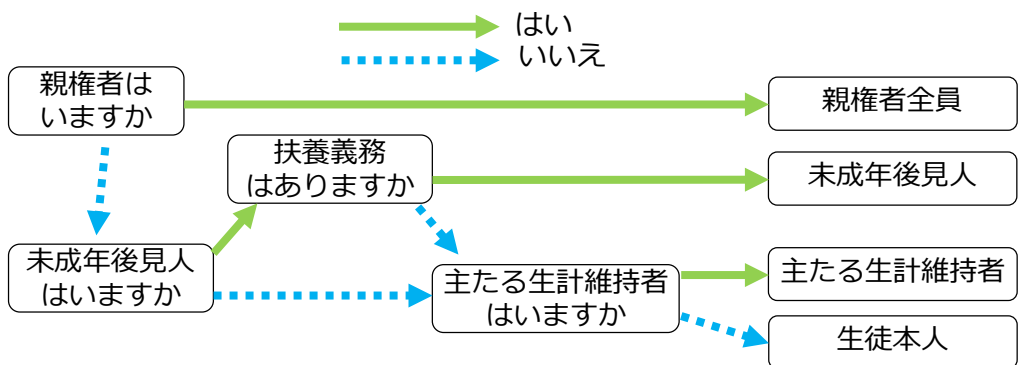 はい
いいえ
親権者は
いますか
親権者全員
扶養義務
はありますか
未成年後見人
未成年後見人
はいますか
主たる生計維持者
はいますか
主たる生計維持者
生徒本人